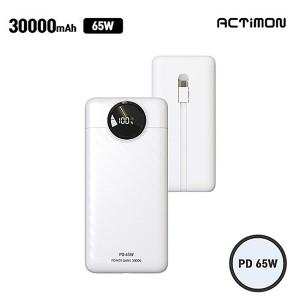 30000mAh 65W
ACTIMON
100%
PD 65W
POWER BANK 30000
PD 65W